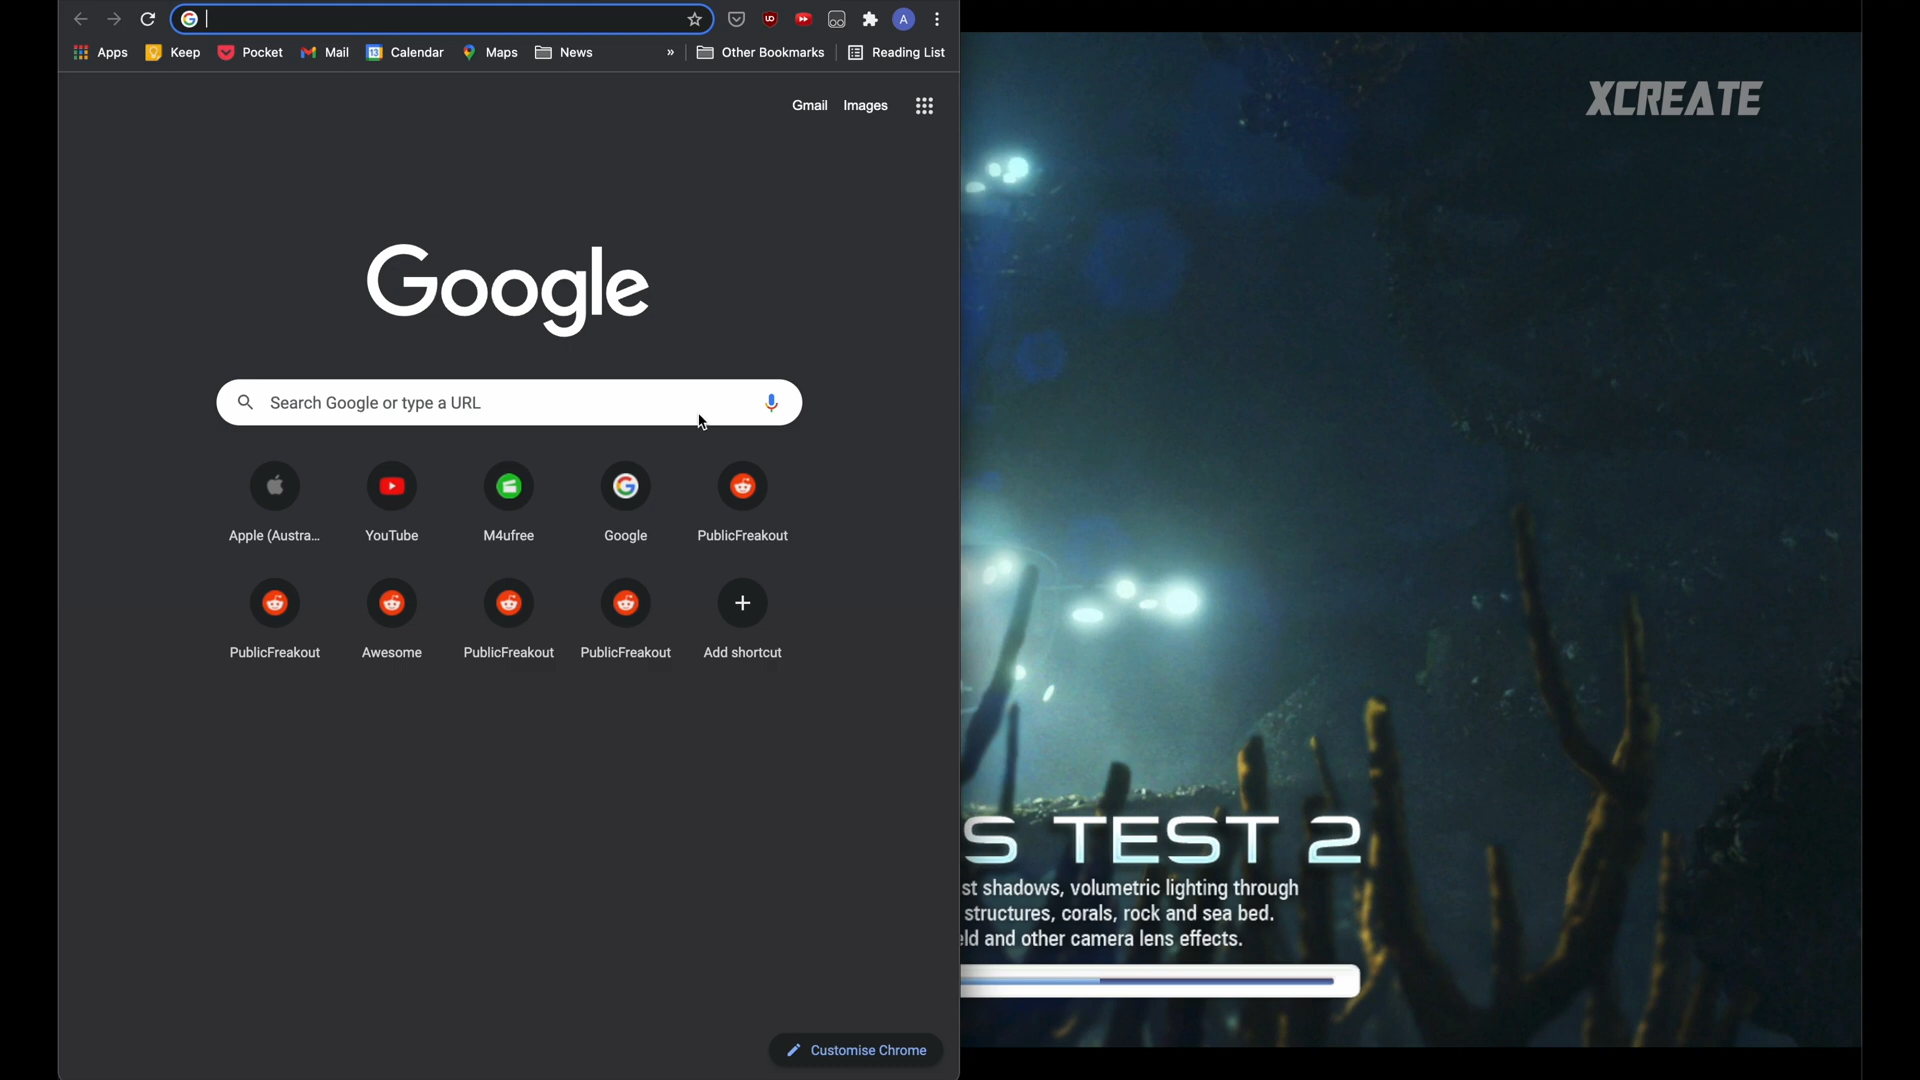 Apps
Keep
Pocket
Mail
Calendar
Maps
News
»
Other Bookmarks
Reading List
A
Gmail
Images
XCREATE
Google
Search Google or type a URL
Apple (Austra...
YouTube
M4ufree
Google
PublicFreakout
PublicFreakout
Awesome
PublicFreakout
PublicFreakout
Add shortcut
S TEST 2
st shadows, volumetric lighting through
structures, corals, rock and sea bed.
eld and other camera lens effects.
Customise Chrome